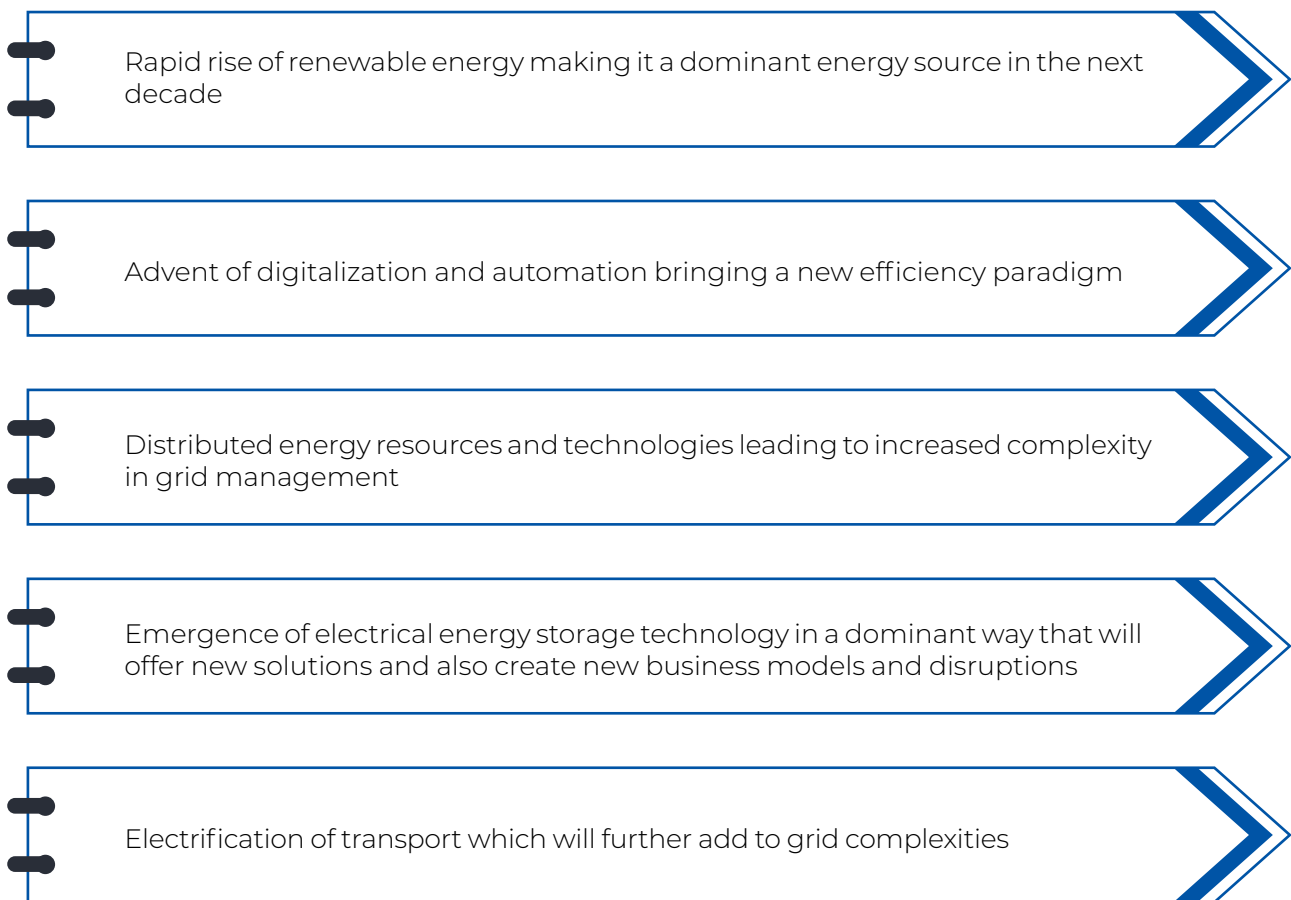 Rapid rise of renewable energy making it a dominant energy source in the next
decade
Advent of digitalization and automation bringing a new efficiency paradigm
Distributed energy resources and technologies leading to increased complexity
in grid management
Emergence of electrical energy storage technology in a dominant way that will
offer new solutions and also create new business models and disruptions
Electrification of transport which will further add to grid complexities